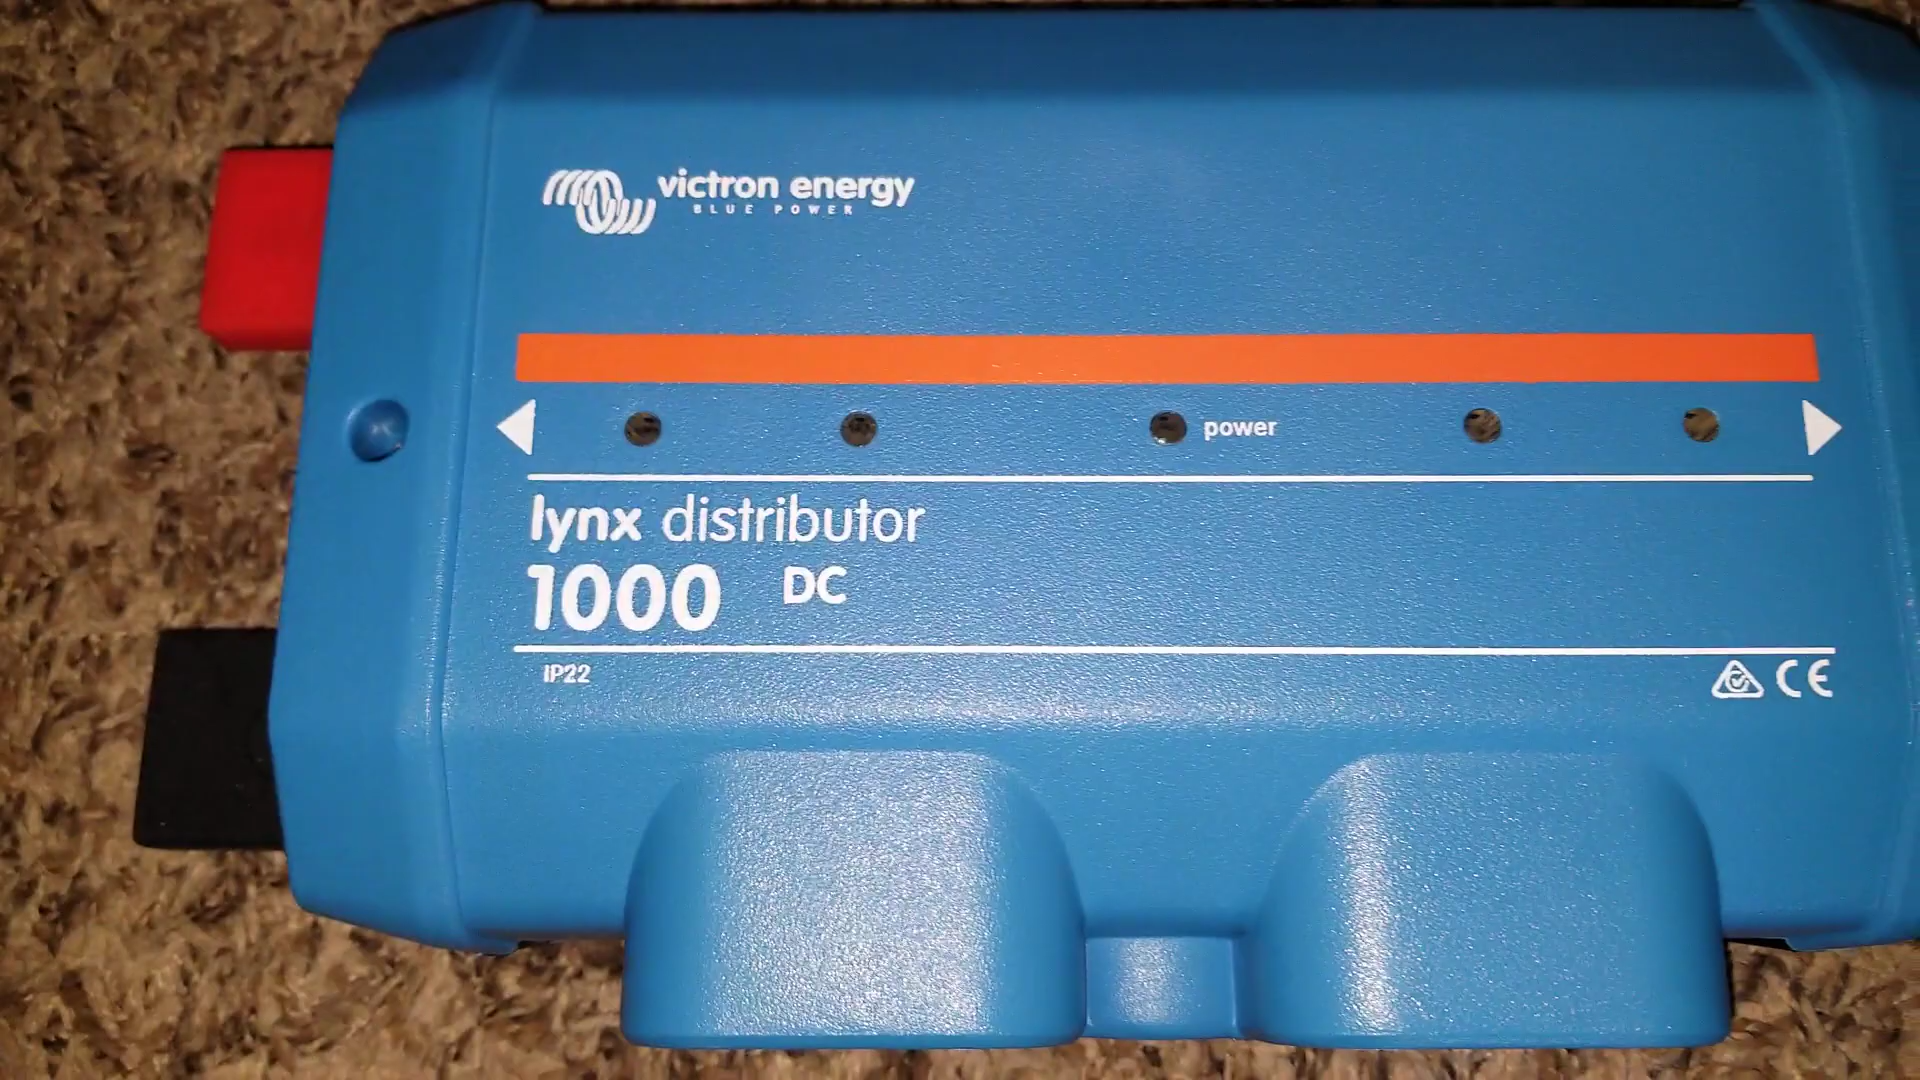 victron energy
BLUE POWER
power
lynx distributor
1000 DC
IP22
CE